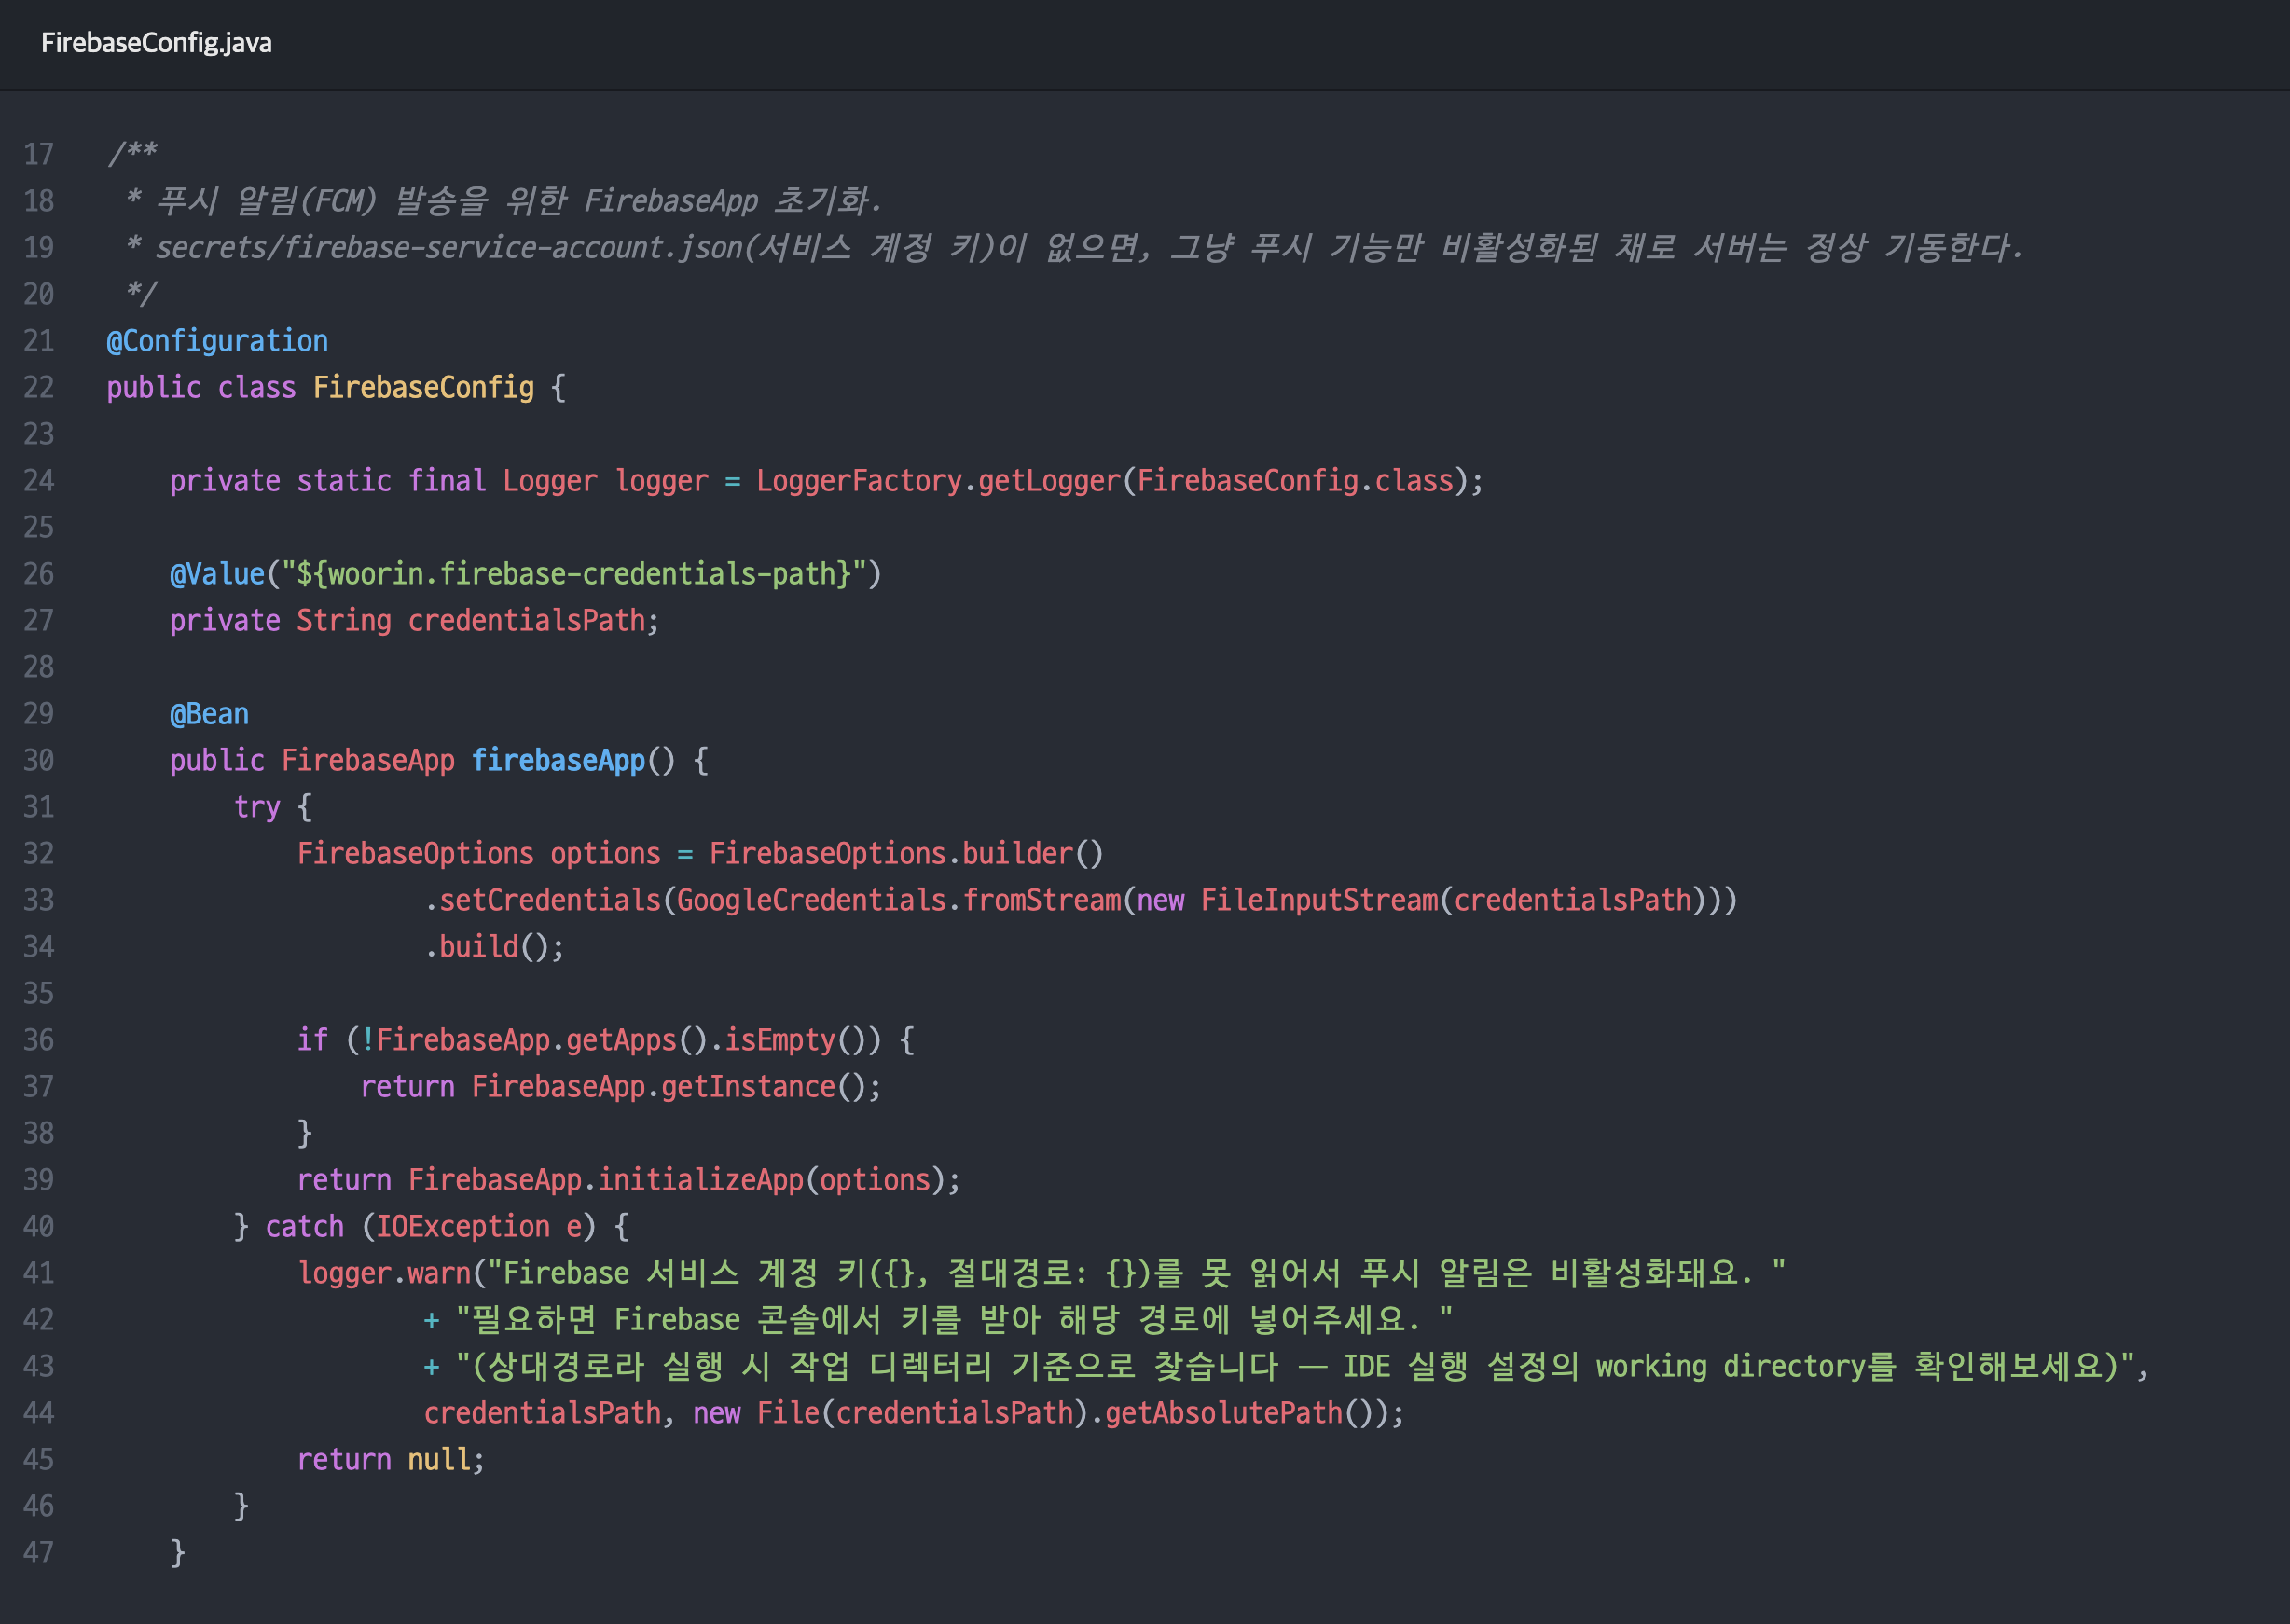 FirebaseConfig.java
17 /**
18  * 푸시 알림(FCM) 발송을 위한 FirebaseApp 초기화.
19  * secrets/firebase-service-account.json(서비스 계정 키)이 없으면, 그냥 푸시 기능만 비활성화된 채로 서버는 정상 기동한다.
20  */
21 @Configuration
22 public class FirebaseConfig {
23
24     private static final Logger logger = LoggerFactory.getLogger(FirebaseConfig.class);
25
26     @Value("${woorin.firebase-credentials-path}")
27     private String credentialsPath;
28
29     @Bean
30     public FirebaseApp firebaseApp() {
31         try {
32             FirebaseOptions options = FirebaseOptions.builder()
33                     .setCredentials(GoogleCredentials.fromStream(new FileInputStream(credentialsPath)))
34                     .build();
35
36             if (!FirebaseApp.getApps().isEmpty()) {
37                 return FirebaseApp.getInstance();
38             }
39             return FirebaseApp.initializeApp(options);
40         } catch (IOException e) {
41             logger.warn("Firebase 서비스 계정 키({}, 절대경로: {})를 못 읽어서 푸시 알림은 비활성화돼요. "
42                     + "필요하면 Firebase 콘솔에서 키를 받아 해당 경로에 넣어주세요. "
43                     + "(상대경로라 실행 시 작업 디렉터리 기준으로 찾습니다 — IDE 실행 설정의 working directory를 확인해보세요)",
44                     credentialsPath, new File(credentialsPath).getAbsolutePath());
45             return null;
46         }
47     }